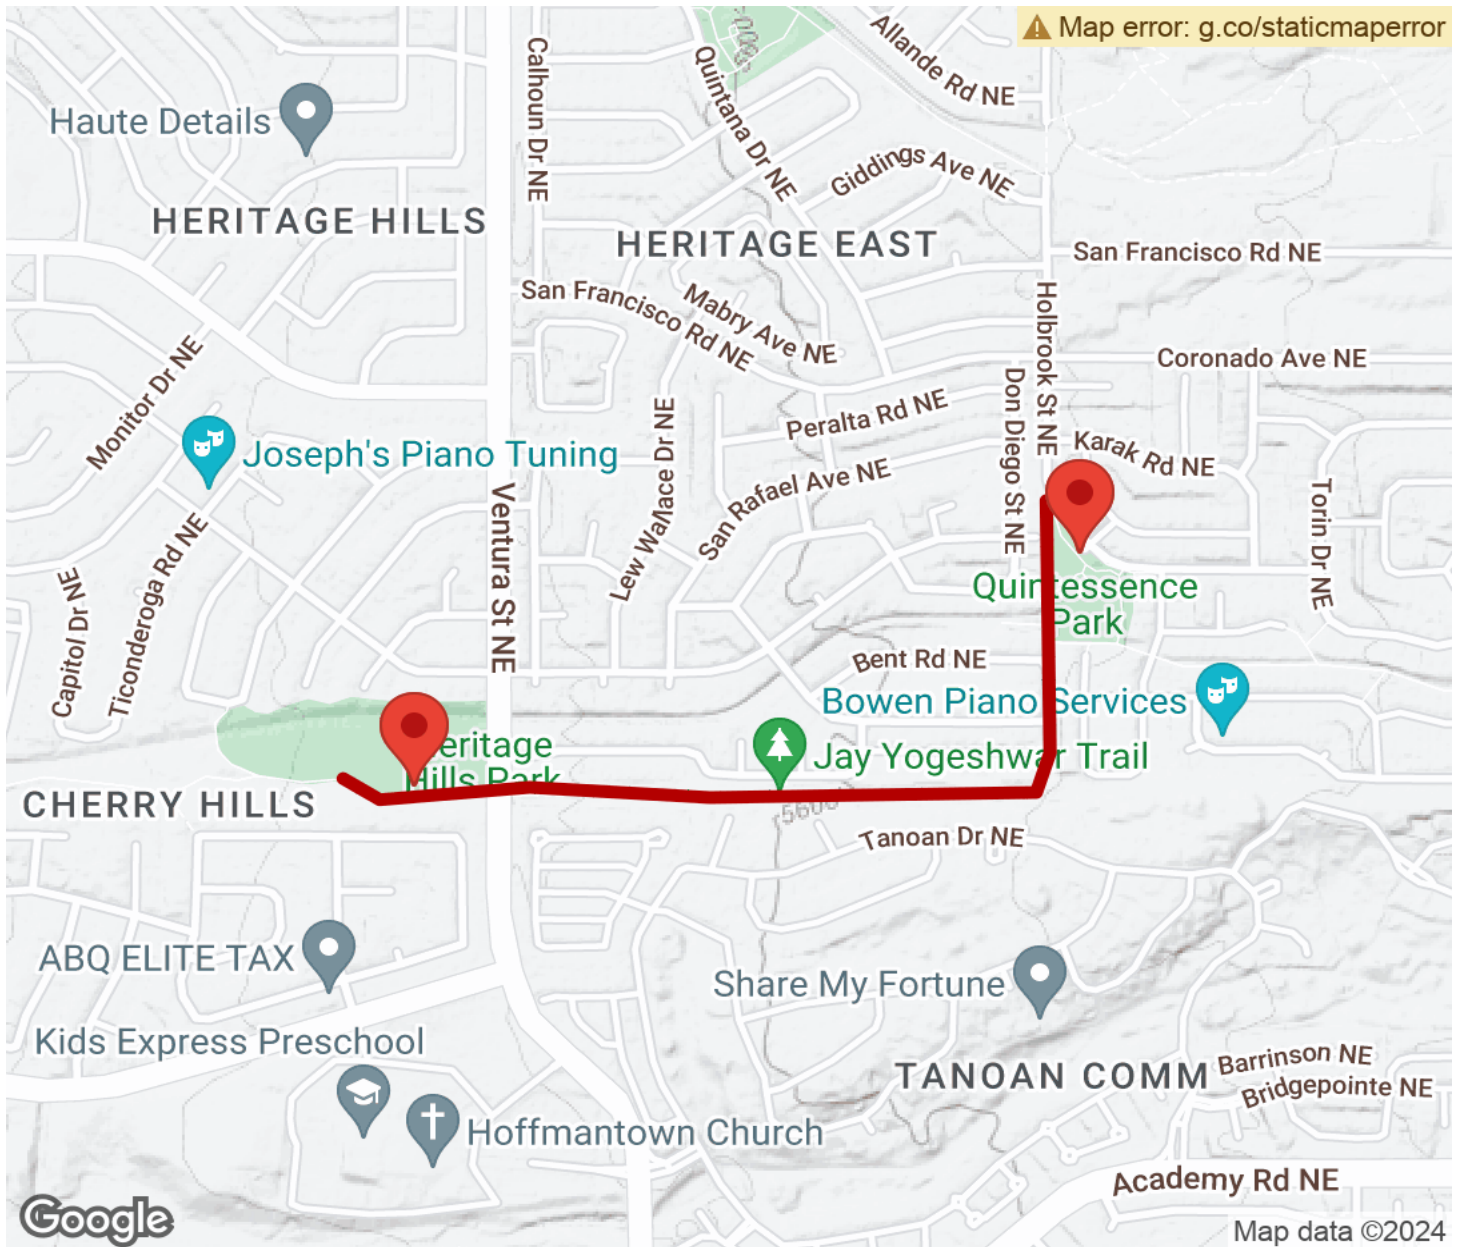 Map error: g.co/staticmaperror
Allande Rd NE
Calhoun Dr NE
Quintana Dr NE
Haute Details
Giddings Ave NE
HERITAGE HILLS
HERITAGE EAST
San Francisco Rd NE
San Francisco Rd NE
Mabry Ave NE
Holbrook St NE
Monitor Dr NE
Coronado Ave NE
Don Diego St NE
Peralta Rd NE
Lew Wallace Dr NE
Karak Rd NE
Joseph's Piano Tuning
San Rafael Ave NE
Torin Dr NE
Ventura St NE
Ticonderoga Rd NE
Capitol Dr NE
Quintessence
Park
Bent Rd NE
Bowen Piano Services
Heritage
Hills Park
Jay Yogeshwar Trail
CHERRY HILLS
5600
Tanoan Dr NE
ABQ ELITE TAX
Share My Fortune
Kids Express Preschool
TANOAN COMM
Barrinson NE
Bridgepointe NE
Hoffmantown Church
Academy Rd NE
Google
Map data ©2024